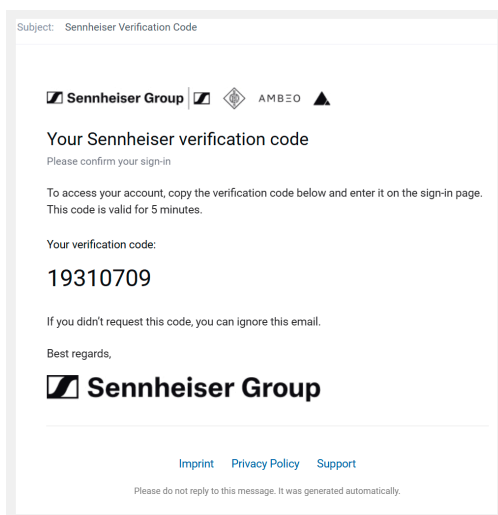 Subject: Sennheiser Verification Code
Sennheiser Group AMBEO
Your Sennheiser verification code
Please confirm your sign-in
To access your account, copy the verification code below and enter it on the sign-in page.
This code is valid for 5 minutes.
Your verification code:
19310709
If you didn’t request this code, you can ignore this email.
Best regards,
Sennheiser Group
Imprint Privacy Policy Support
Please do not reply to this message. It was generated automatically.